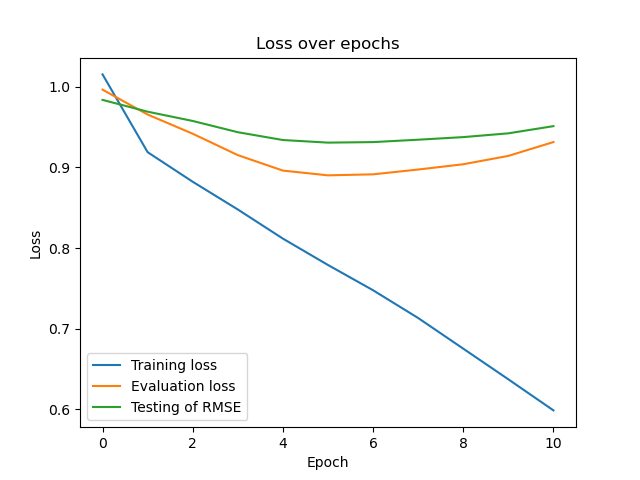 Loss over epochs
1.0
0.9
0.8
0.7
0.6
Loss
Training loss
Evaluation loss
Testing of RMSE
0 2 4 6 8 10
Epoch